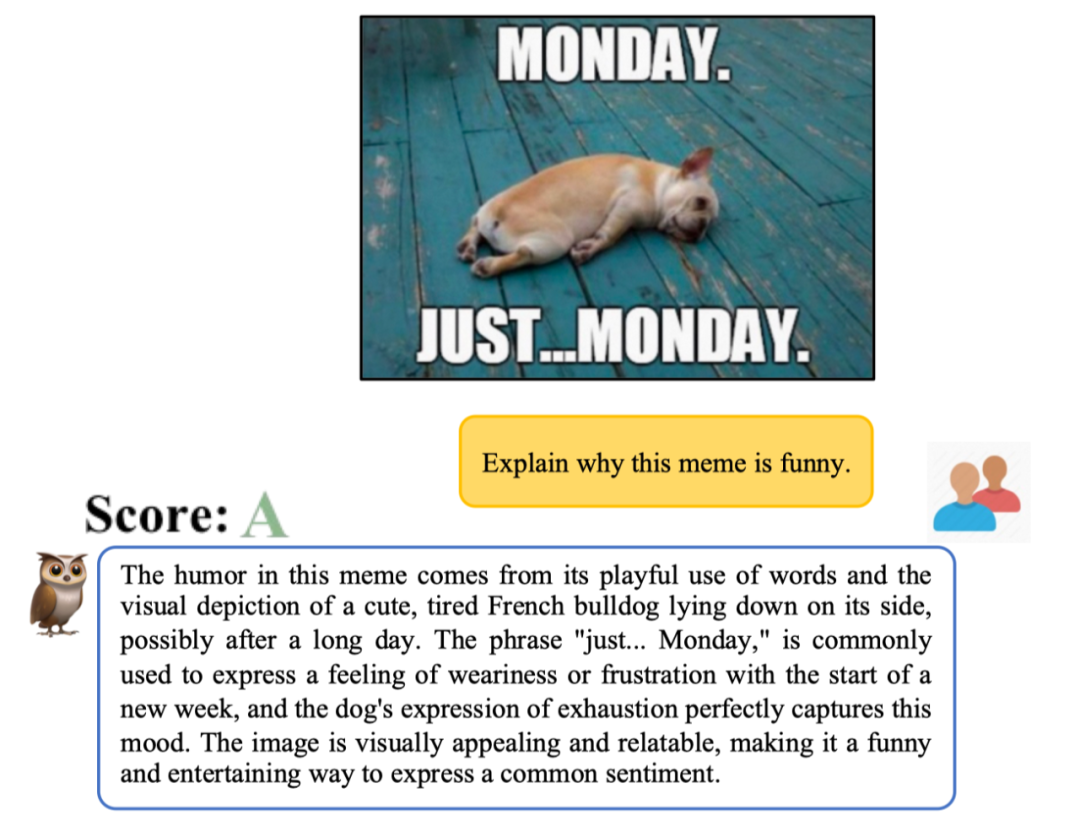 MONDAY.
JUST...MONDAY.
Explain why this meme is funny.
Score: A
The humor in this meme comes from its playful use of words and the
visual depiction of a cute, tired French bulldog lying down on its side,
possibly after a long day. The phrase "just... Monday," is commonly
used to express a feeling of weariness or frustration with the start of a
new week, and the dog's expression of exhaustion perfectly captures this
mood. The image is visually appealing and relatable, making it a funny
and entertaining way to express a common sentiment.